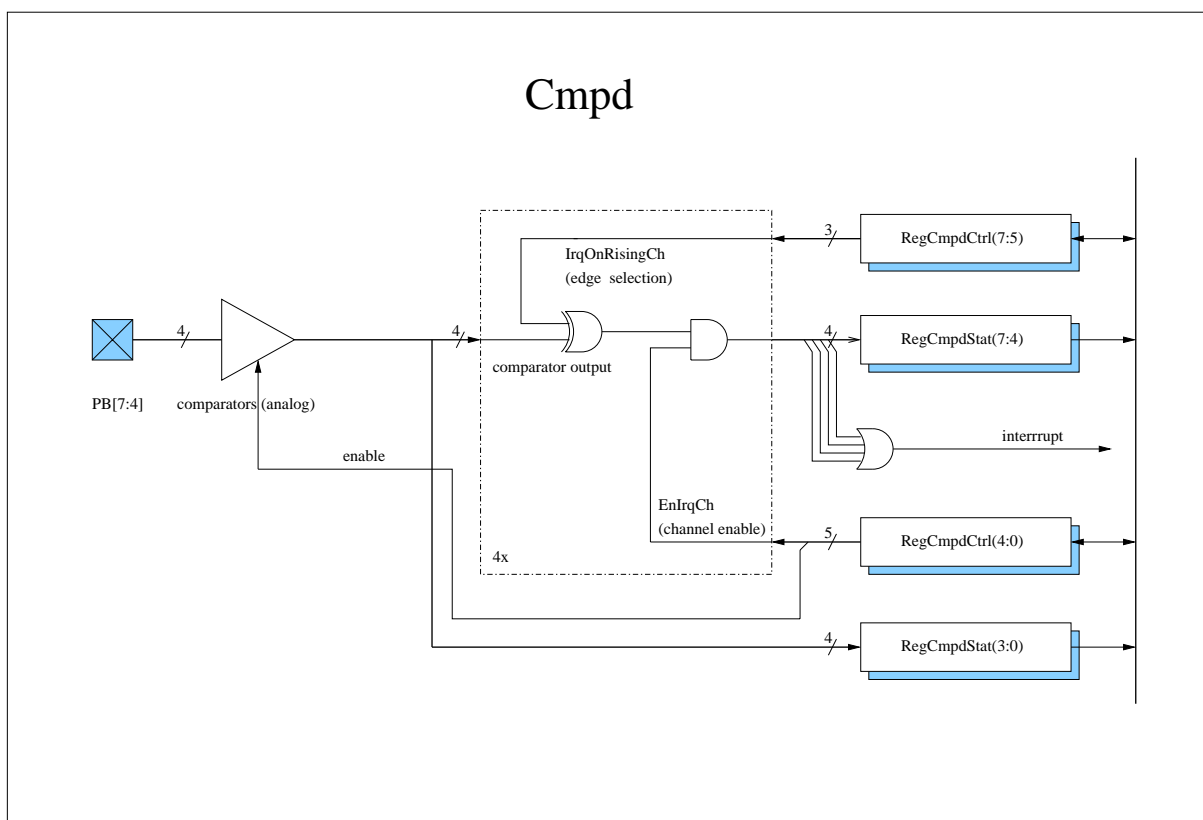 Cmpd
3
RegCmpdCtrl(7:5)
IrqOnRisingCh
(edge selection)
4
4
4
RegCmpdStat(7:4)
comparator output
PB[7:4]
comparators (analog)
interrrupt
enable
EnIrqCh
(channel enable)
5
RegCmpdCtrl(4:0)
4x
4
RegCmpdStat(3:0)